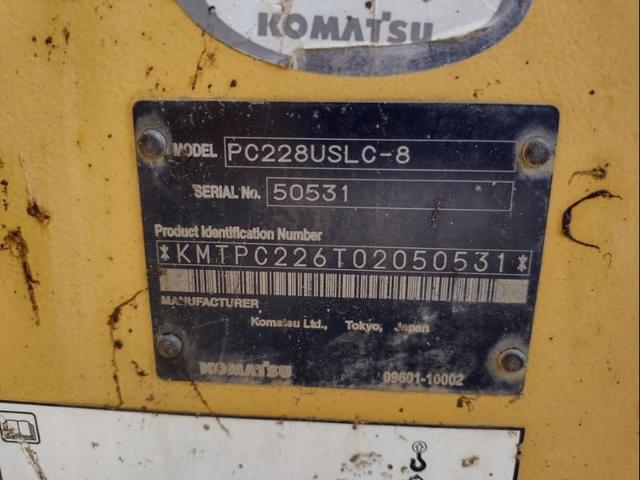 KOMATSU
MODEL PC228USLC-8
SERIAL No. 50531
Product Identification Number
*KMTPC226T02050531*
MANUFACTURER
Komatsu Ltd., Tokyo, Japan
KOMATSU 09601-10002